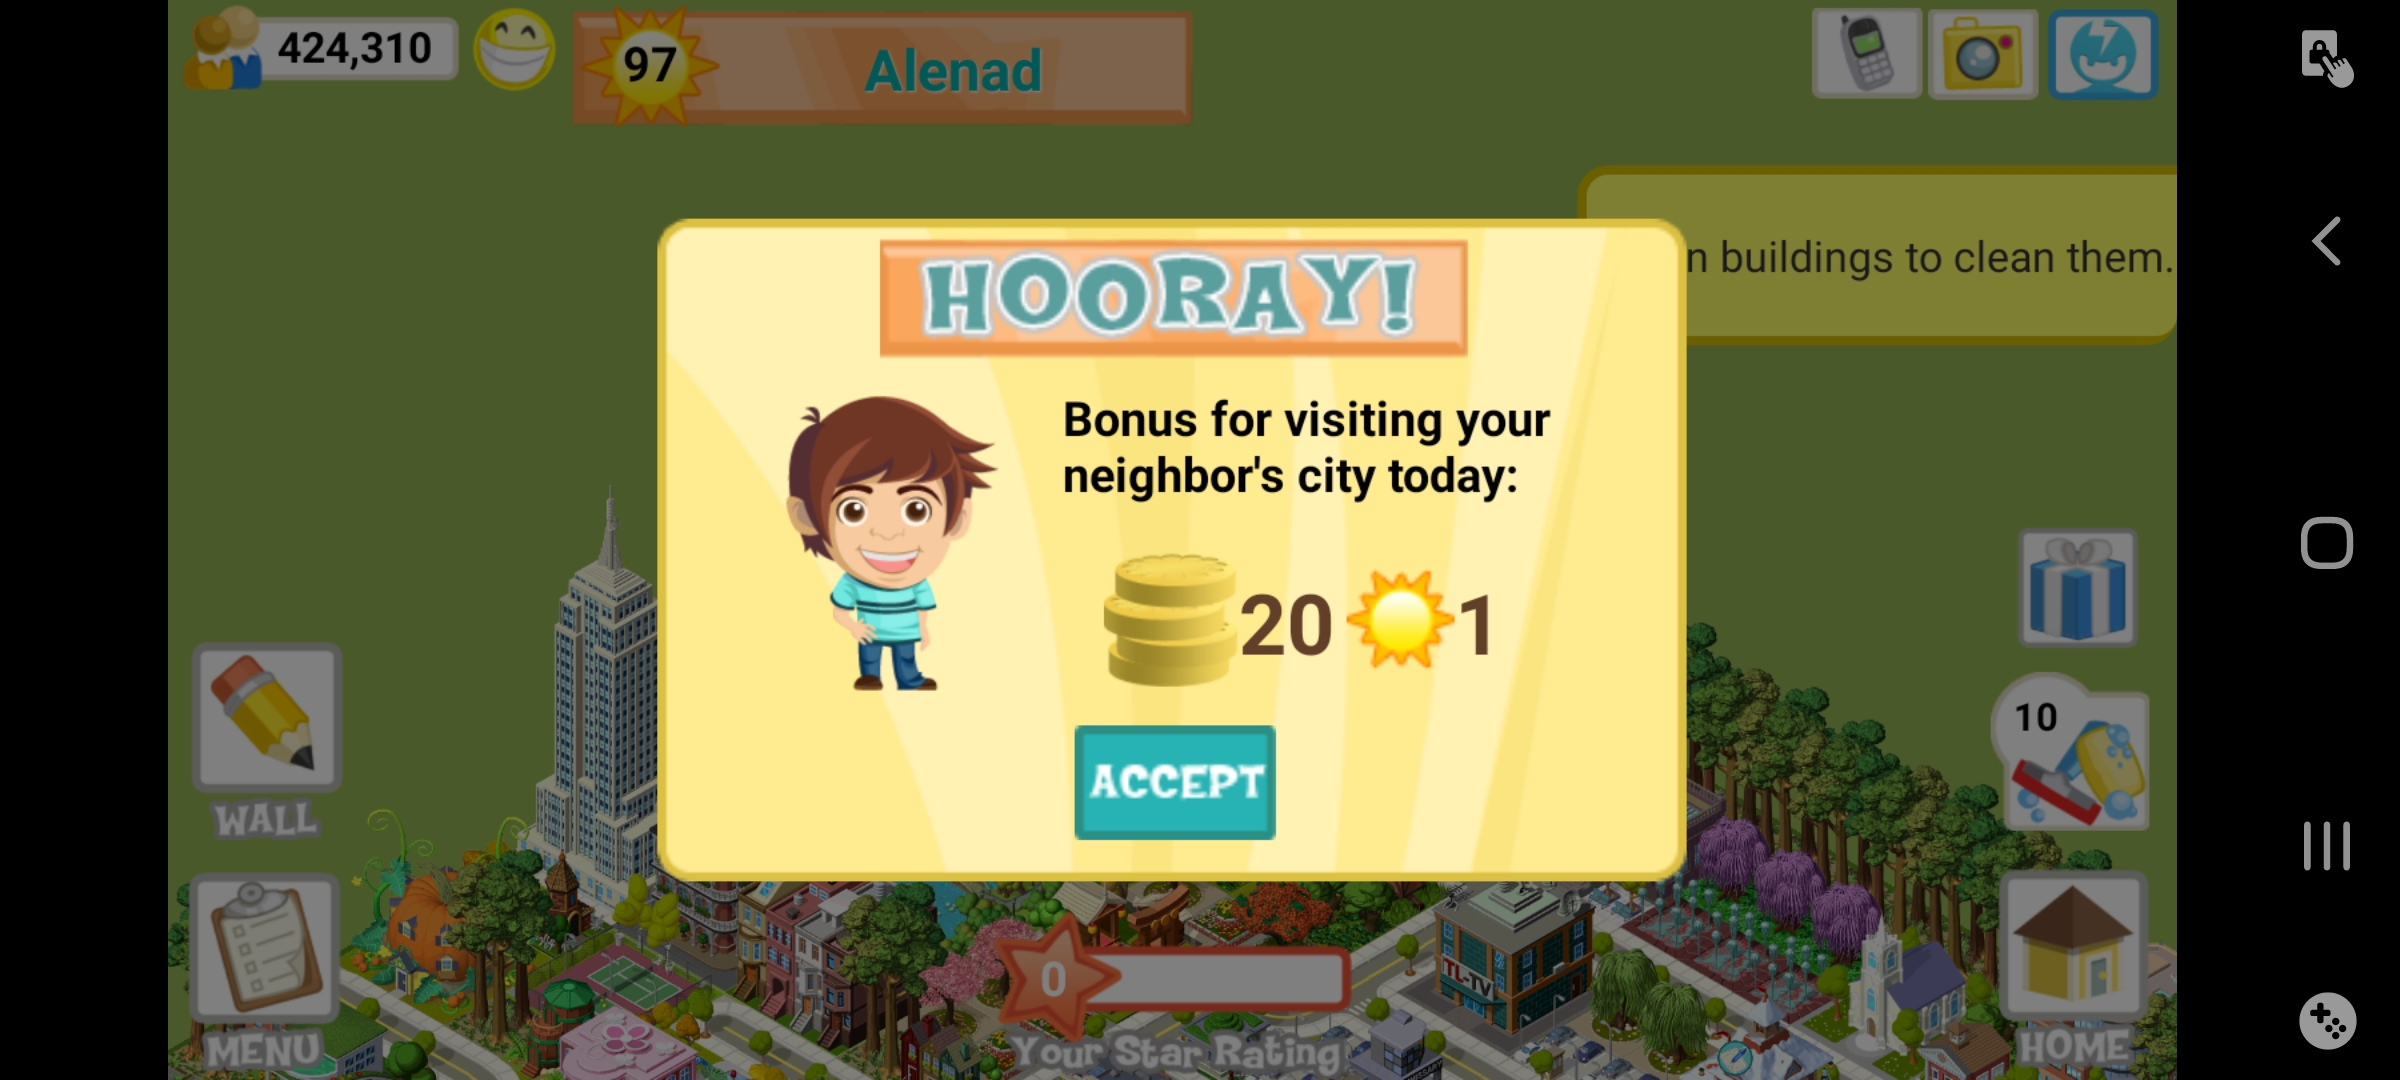 424,310
97
Alenad
n buildings to clean them.
HOORAY!
Bonus for visiting your
neighbor's city today:
20
1
ACCEPT
10
WALL
MENU
TL-TV
0
Your Star Rating
HOME